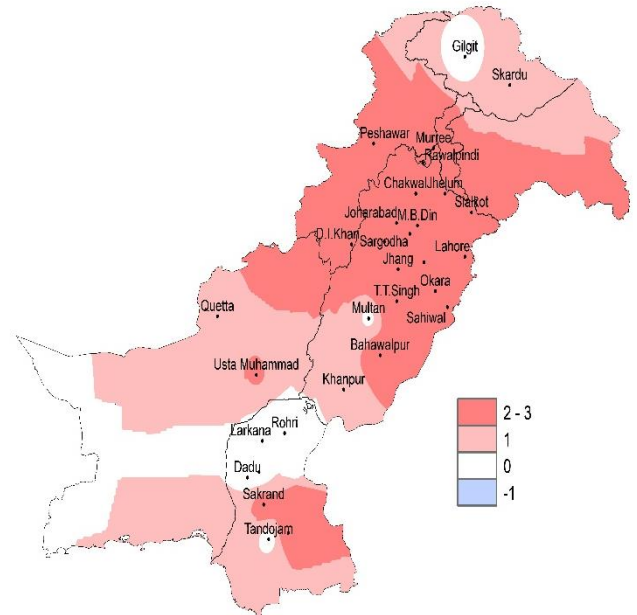 Gilgit
Skardu
Peshawar
Murree
Rawalpindi
Chakwal
Jhelum
Sialkot
Joharabad
M.B.Din
D.I.Khan
Sargodha
Lahore
Jhang
Okara
T.T.Singh
Quetta
Multan
Sahiwal
Bahawalpur
Usta Muhammad
Khanpur
2 - 3
1
Rohri
Larkana
0
Dadu
-1
Sakrand
Tandojam